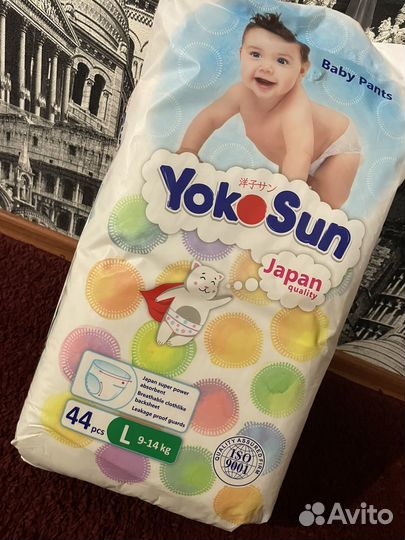 Baby Pants
洋子サン
YokoSun
Japan
quality
Japan super power
absorbent
Breathable clothlike
backsheet
Leakage proof guards
44 pcs
L 9-14 kg
QUALITY ASSURED FIRM
ISO
9001
Avito